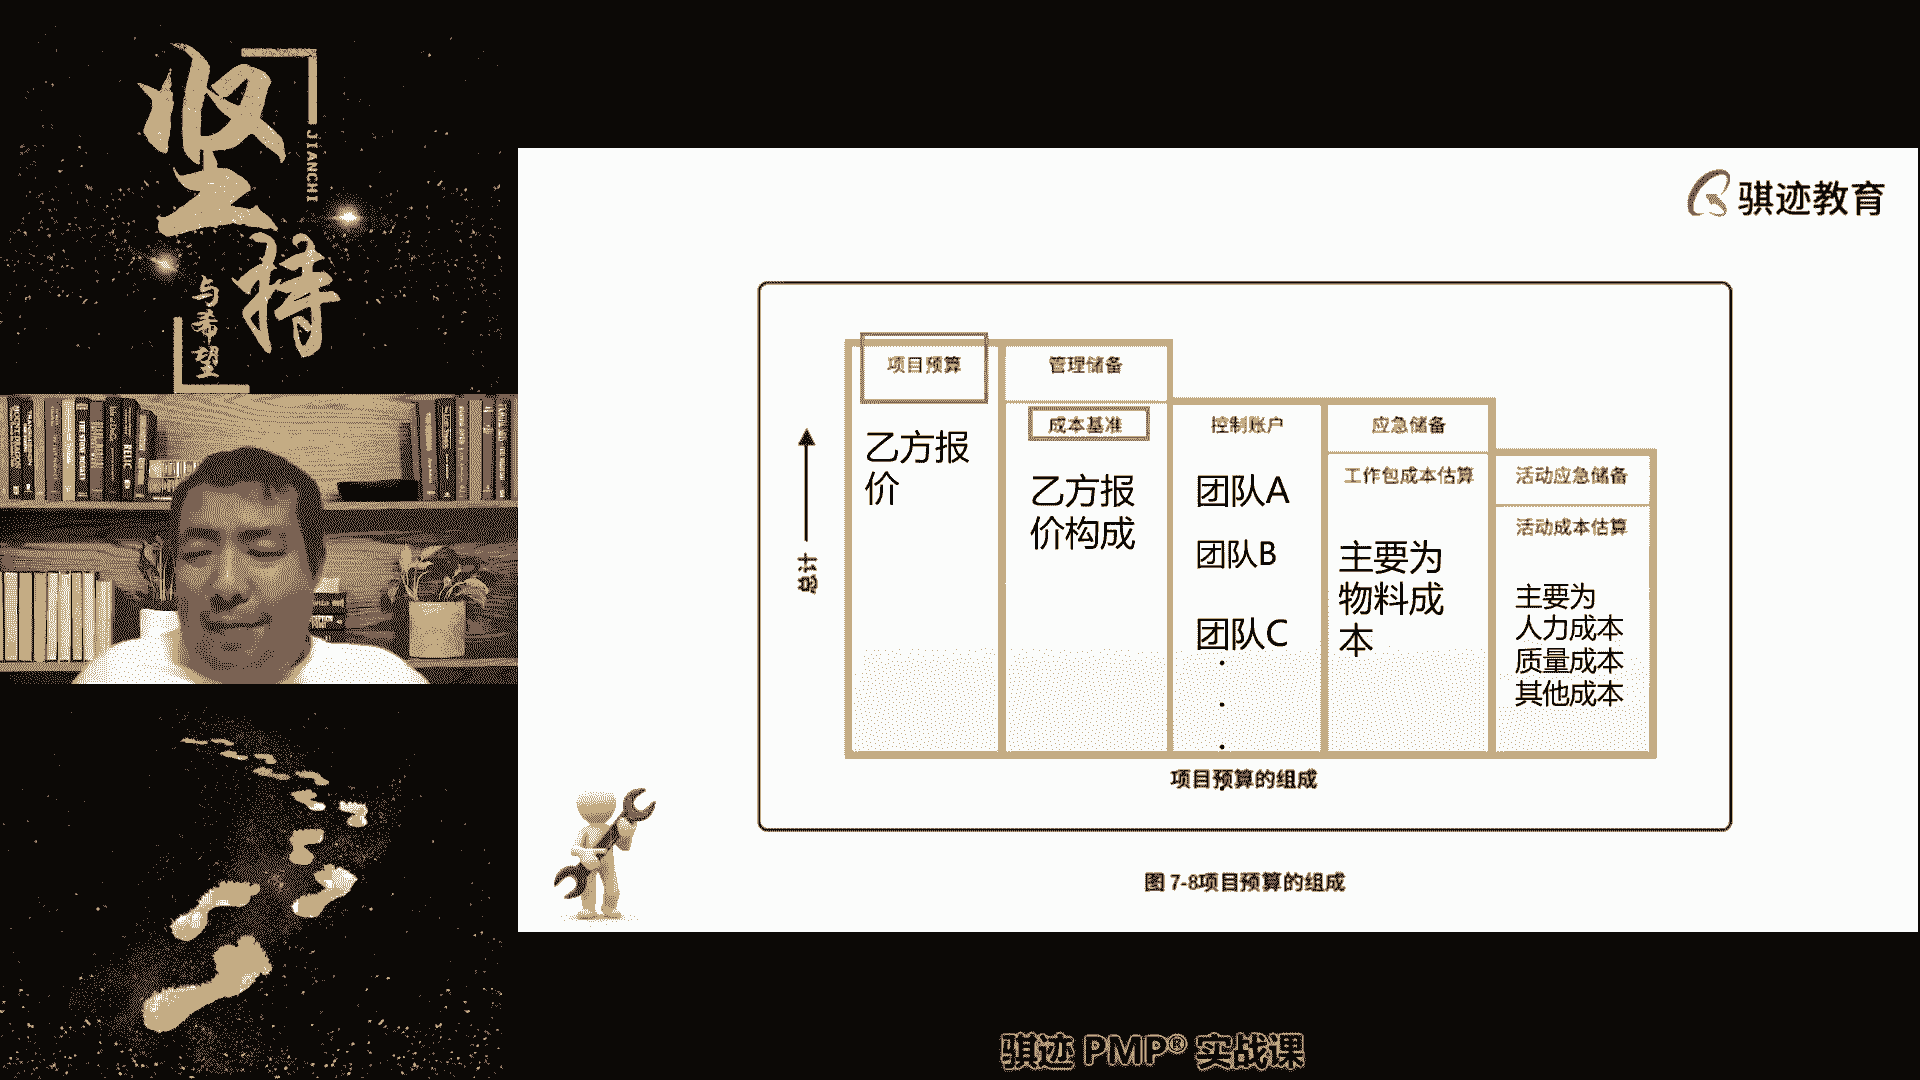 坚持
JIANCHI
与希望
骐迹教育
项目预算
管理储备
成本基准
控制账户
应急储备
工作包成本估算
活动应急储备
活动成本估算
乙方报
价
乙方报
价构成
团队A
团队B
团队C
主要为
物料成
本
主要为
人力成本
质量成本
其他成本
总计
项目预算的组成
图 7-8项目预算的组成
骐迹 PMP® 实战课